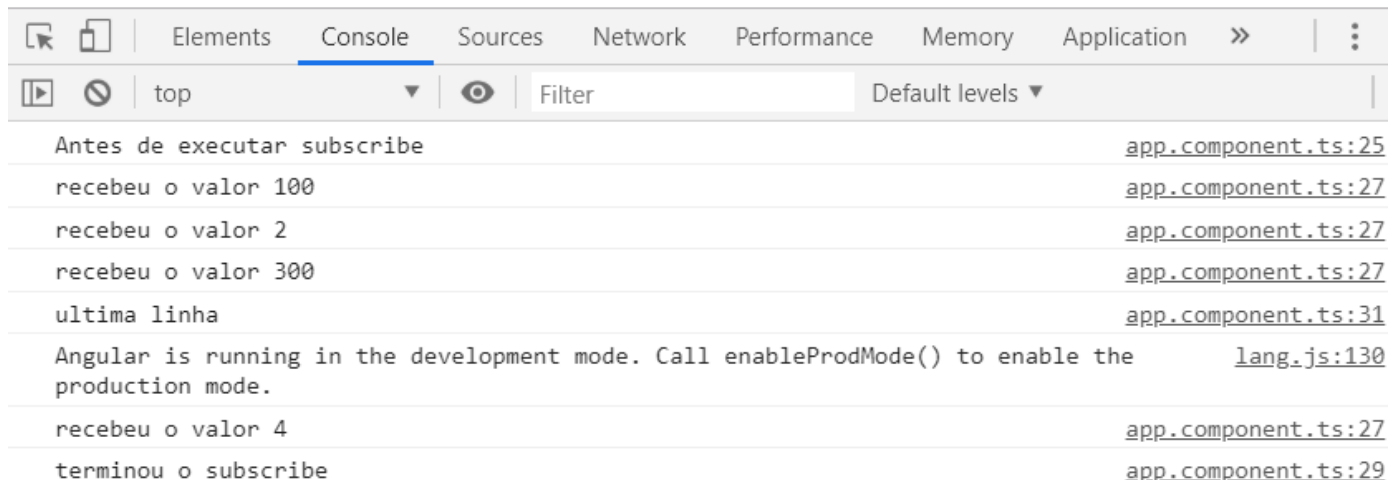 Elements Console Sources Network Performance Memory Application »
top Filter Default levels
Antes de executar subscribe app.component.ts:25
recebeu o valor 100 app.component.ts:27
recebeu o valor 2 app.component.ts:27
recebeu o valor 300 app.component.ts:27
ultima linha app.component.ts:31
Angular is running in the development mode. Call enableProdMode() to enable the lang.js:130
production mode.
recebeu o valor 4 app.component.ts:27
terminou o subscribe app.component.ts:29